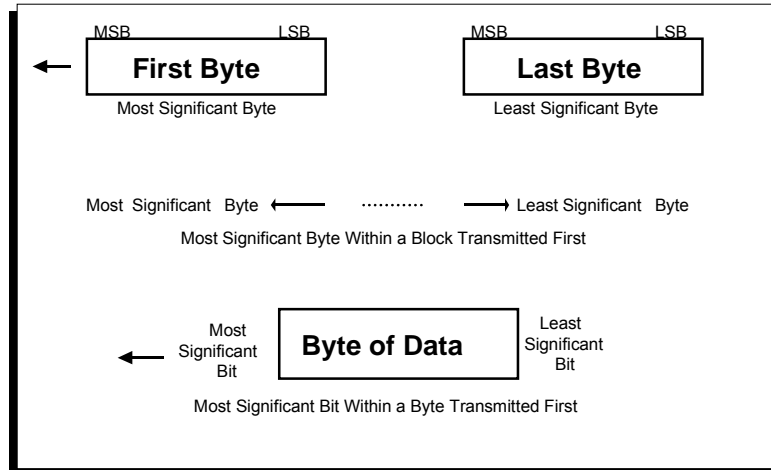 MSB LSB MSB LSB
First Byte Last Byte
Most Significant Byte Least Significant Byte
Most Significant Byte ........... Least Significant Byte
Most Significant Byte Within a Block Transmitted First
Most
Significant
Bit
Byte of Data
Least
Significant
Bit
Most Significant Bit Within a Byte Transmitted First